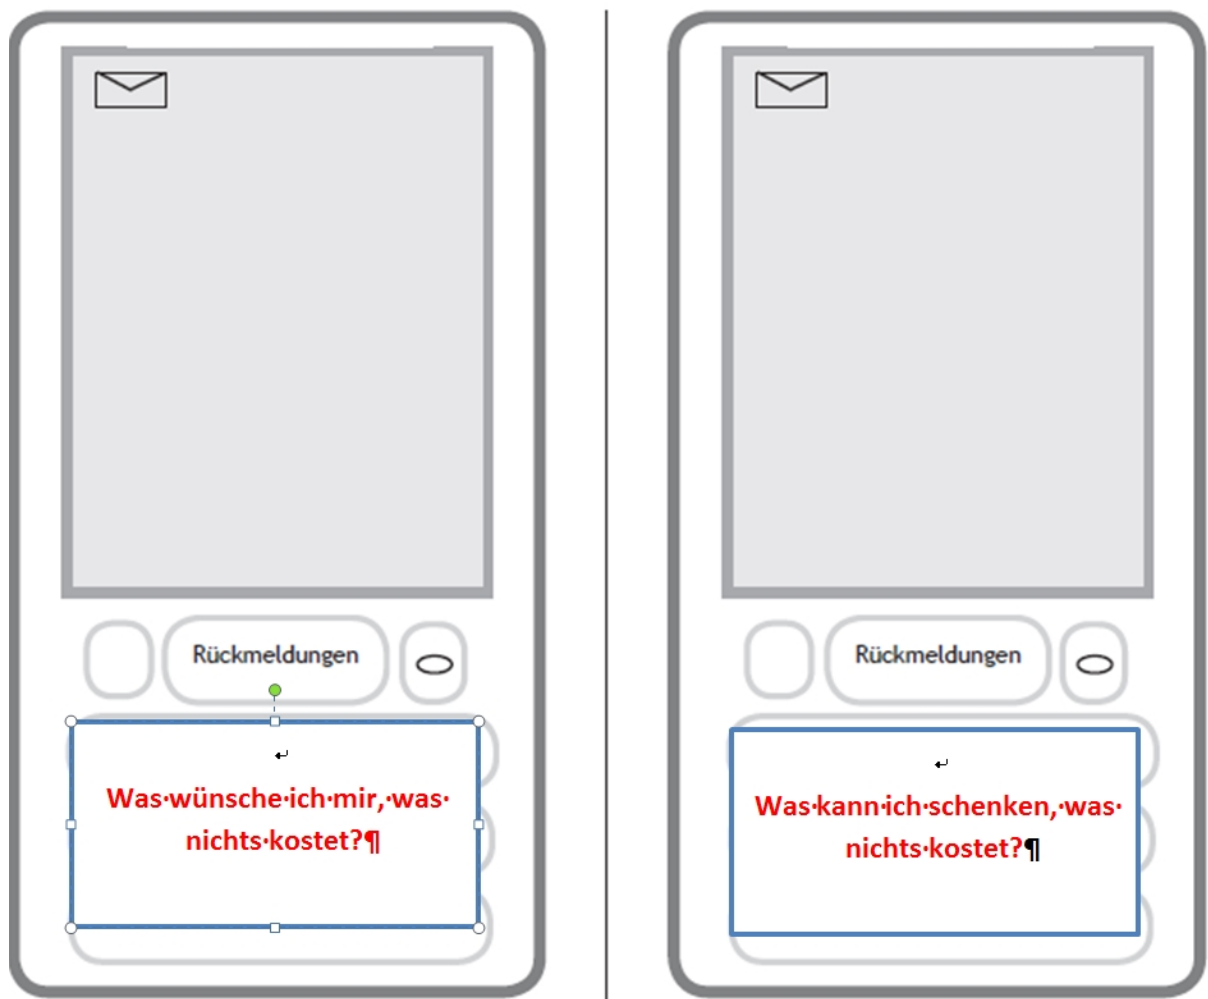 Rückmeldungen
Was wünsche ich mir, was
nichts kostet?¶
Rückmeldungen
Was kann ich schenken, was
nichts kostet?¶